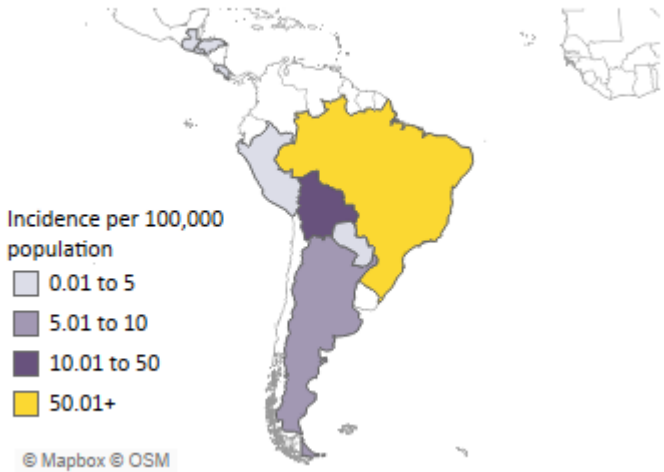 Incidence per 100,000
population
0.01 to 5
5.01 to 10
10.01 to 50
50.01+
© Mapbox © OSM